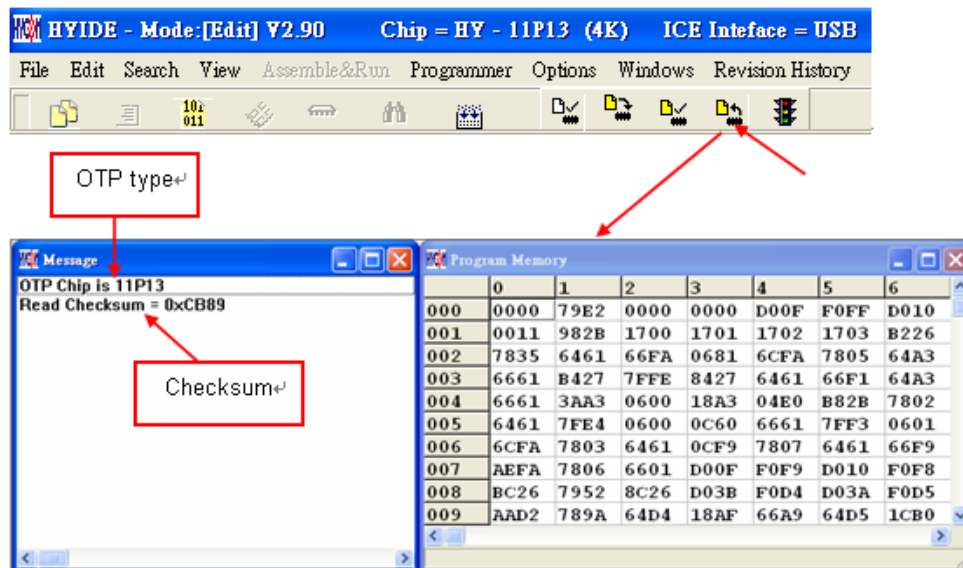 HYIDE - Mode:[Edit] V2.90 Chip = HY - 11P13 (4K) ICE Inteface = USB
File Edit Search View Assemble&Run Programmer Options Windows Revision History
101
011
OTP type
Message
OTP Chip is 11P13
Read Checksum = 0xCB89
Checksum
Program Memory
0 1 2 3 4 5 6
000 0000 79E2 0000 0000 D00F F0FF D010
001 0011 982B 1700 1701 1702 1703 B226
002 7835 6461 66FA 0681 6CFA 7805 64A3
003 6661 B427 7FFE 8427 6461 66F1 64A3
004 6661 3AA3 0600 18A3 04E0 B82B 7802
005 6461 7FE4 0600 0C60 6661 7FF3 0601
006 6CFA 7803 6461 0CF9 7807 6461 66F9
007 AEFA 7806 6601 D00F F0F9 D010 F0F8
008 BC26 7952 8C26 D03B F0D4 D03A F0D5
009 AAD2 789A 64D4 18AF 66A9 64D5 1CB0